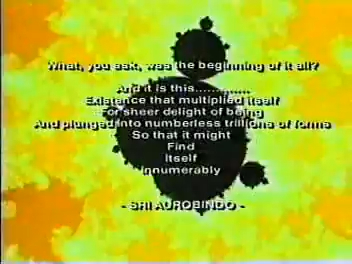 What, you ask, was the beginning of it all?
And it is this.............
Existence that multiplied itself
For sheer delight of being
And plunged into numberless trillions of forms
So that it might
Find
Itself
Innumerably
- SRI AUROBINDO -